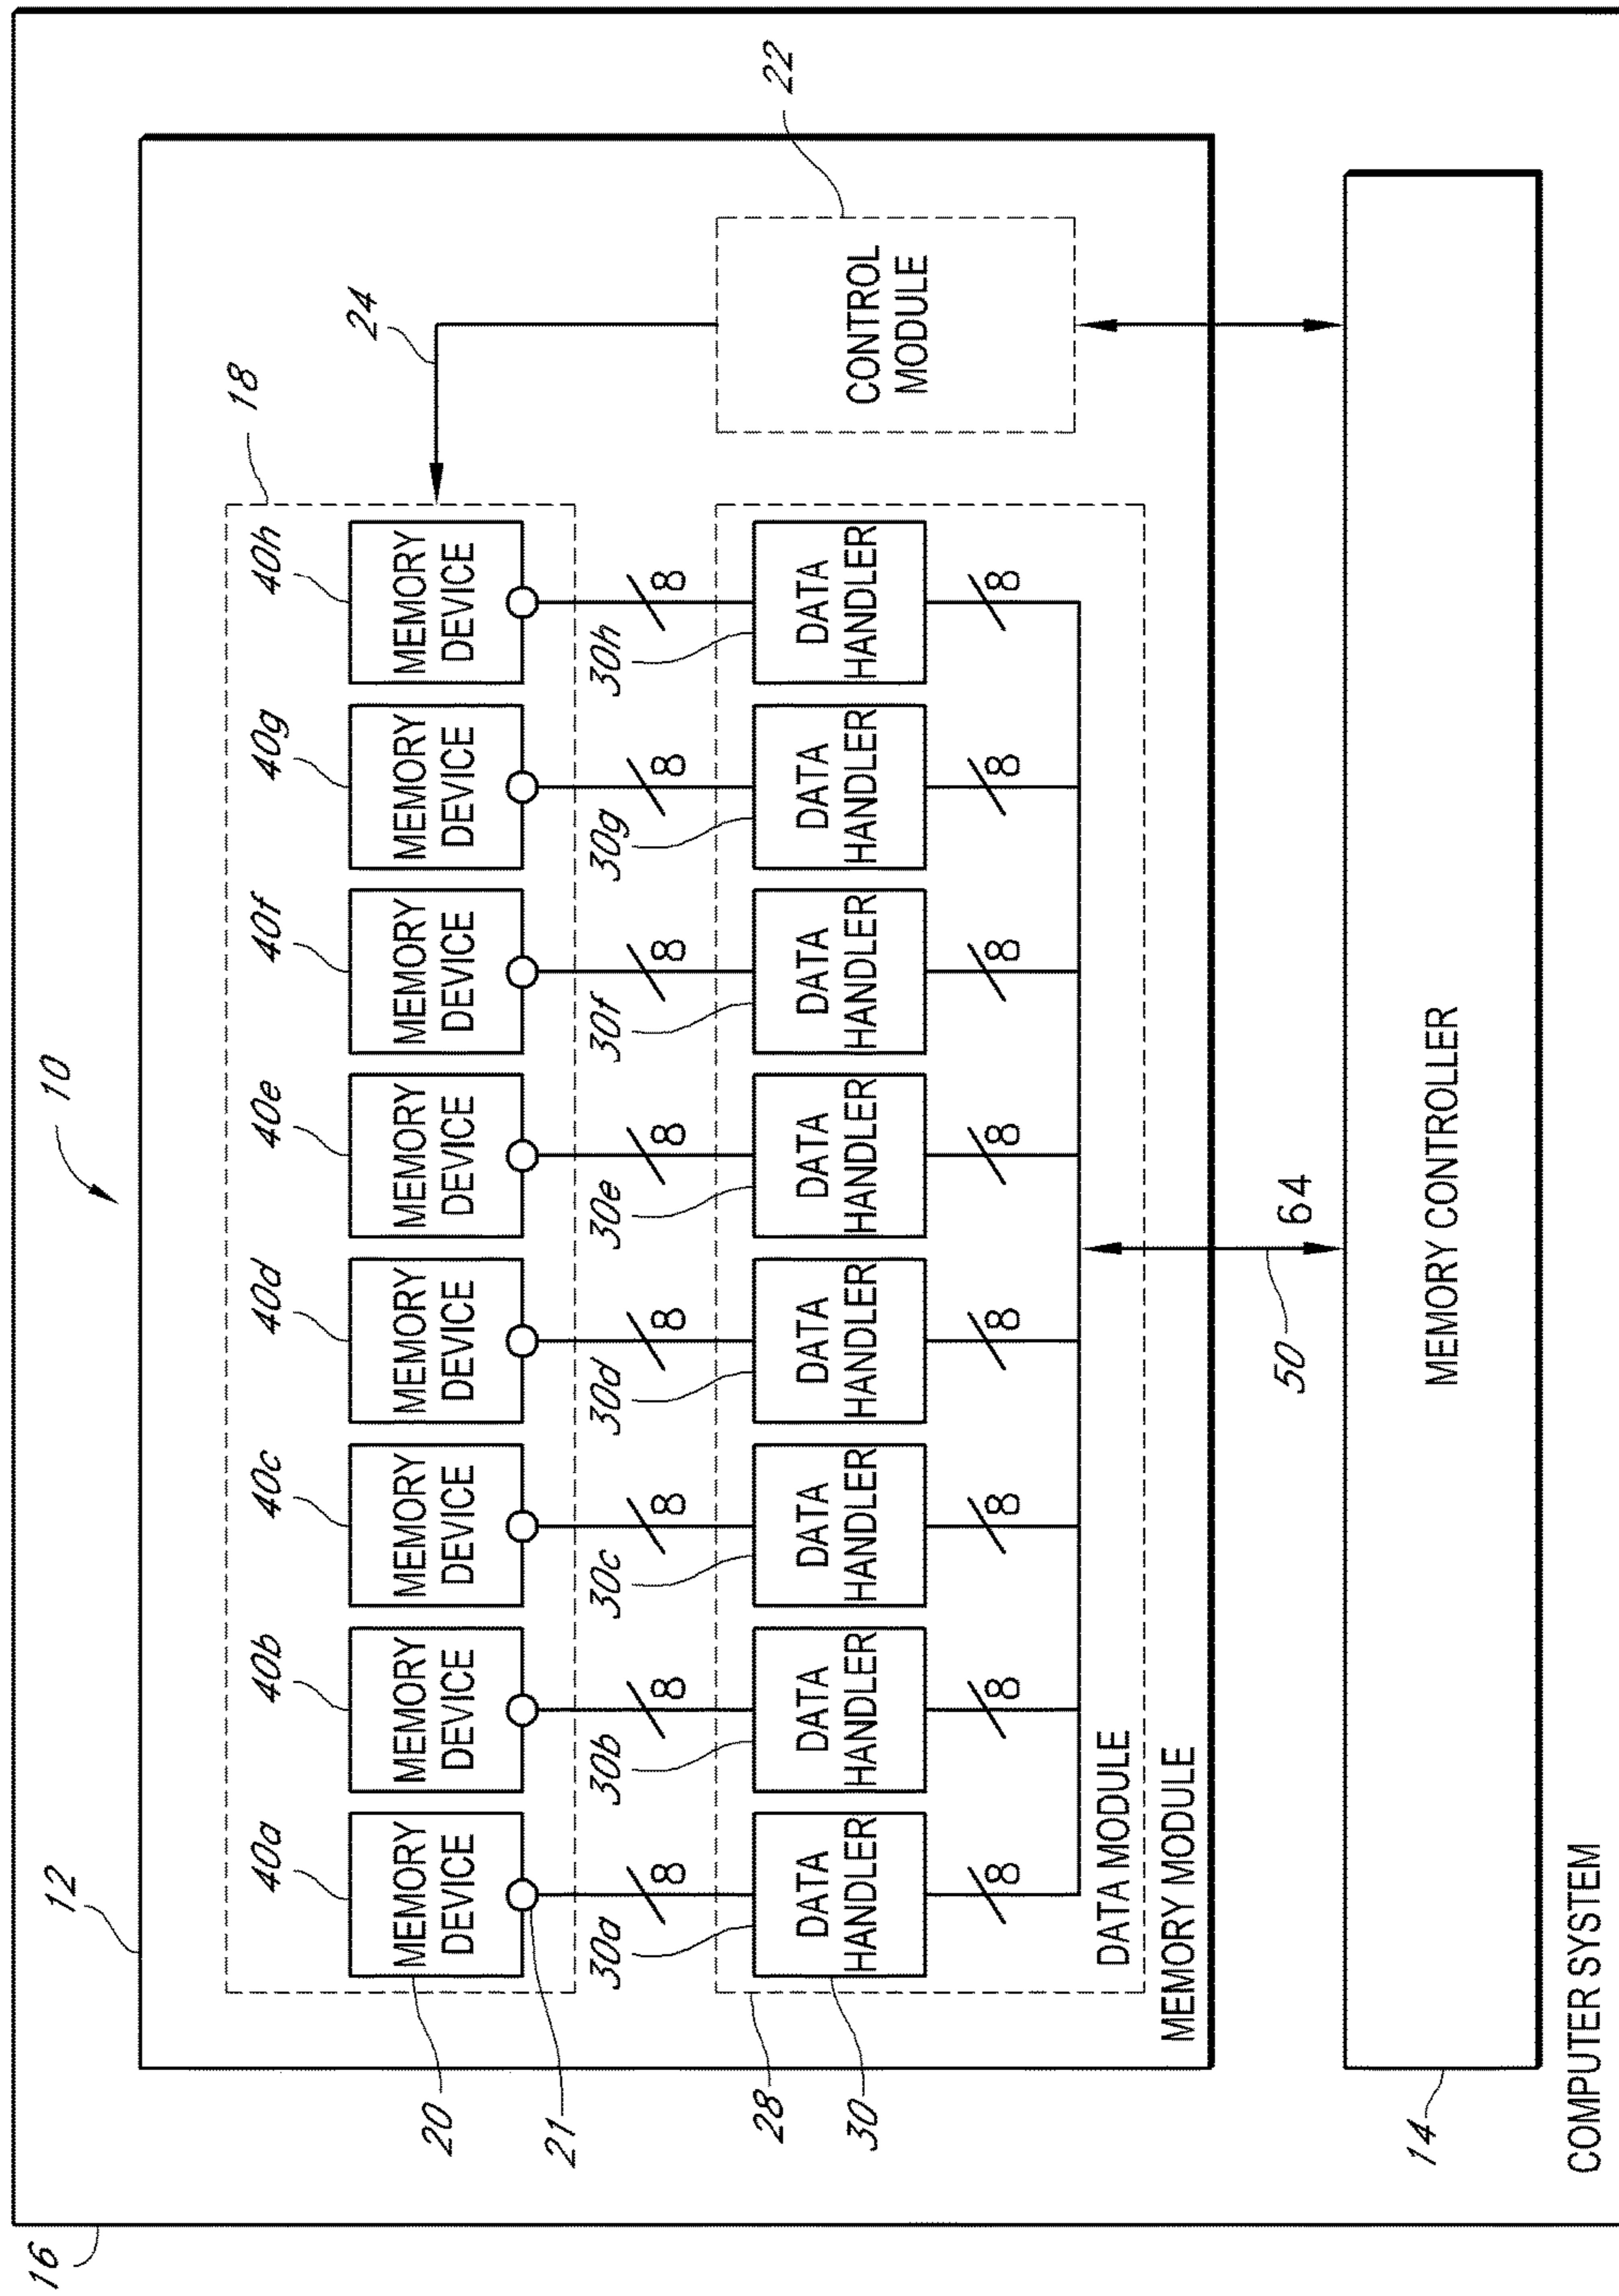 16
12
10
18
24
22
40a
40b
40c
40d
40e
40f
40g
40h
MEMORY
DEVICE
MEMORY
DEVICE
MEMORY
DEVICE
MEMORY
DEVICE
MEMORY
DEVICE
MEMORY
DEVICE
MEMORY
DEVICE
MEMORY
DEVICE
20
21
8
8
8
8
8
8
8
8
30a
30b
30c
30d
30e
30f
30g
30h
28
30
DATA
HANDLER
DATA
HANDLER
DATA
HANDLER
DATA
HANDLER
DATA
HANDLER
DATA
HANDLER
DATA
HANDLER
DATA
HANDLER
CONTROL
MODULE
8
8
8
8
8
8
8
8
DATA MODULE
MEMORY MODULE
50
64
14
MEMORY CONTROLLER
COMPUTER SYSTEM